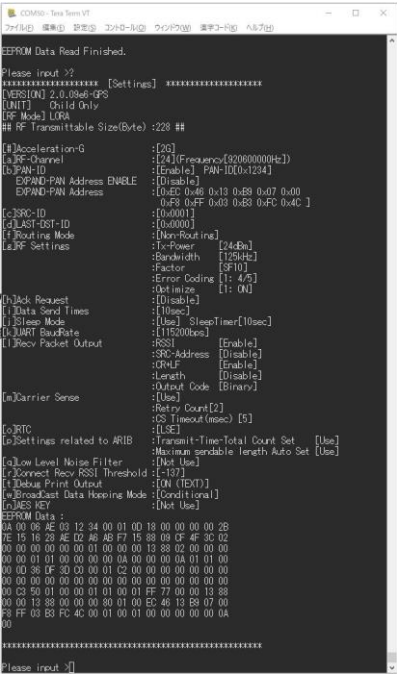 COM50 - Tera Term VT
ファイル(F) 編集(E) 設定(S) コントロール(O) ウィンドウ(W) 漢字コード(K) ヘルプ(H)
EEPROM Data Read Finished.
Please input >?
********************* [Settings] *********************
[VERSION] 2.0.09e6-GPS
[UNIT] Child Only
[RF Mode] LORA
## RF Transmittable Size(Byte) :228 ##
[#]Acceleration-G :[2G]
[a]RF-Channel :[24](Frequency[920600000Hz])
[b]PAN-ID :[Enable] PAN-ID[0x1234]
EXPAND-PAN Address ENABLE :[Disable]
EXPAND-PAN Address :[0xEC 0x46 0x13 0xB9 0x07 0x00
0xF8 0xFF 0x03 0xB3 0xFC 0x4C ]
[c]SRC-ID :[0x0001]
[d]LAST-DST-ID :[0x0000]
[f]Routing Mode :[Non-Routing]
[g]RF Settings :Tx-Power [24dBm]
:Bandwidth [125kHz]
:Factor [SF10]
:Error Coding [1: 4/5]
:Optimize [1: ON]
[h]Ack Request :[Disable]
[i]Data Send Times :[10sec]
[j]Sleep Mode :[Use] SleepTimer[10sec]
[k]UART BaudRate :[115200bps]
[l]Recv Packet Output :RSSI [Enable]
:SRC-Address [Disable]
:CR+LF [Enable]
:Length [Disable]
:Output Code [Binary]
[m]Carrier Sense :[Use]
:Retry Count[2]
:CS Timeout(msec) [5]
[o]RTC :[LSE]
[p]Settings related to ARIB :Transmit-Time-Total Count Set [Use]
:Maximum sendable length Auto Set [Use]
[q]Low Level Noise Filter :[Not Use]
[r]Connect Recv RSSI Threshold :[-137]
[t]Debug Print Output :[ON (TEXT)]
[w]BroadCast Data Hopping Mode :[Conditional]
[n]AES KEY :[Not Use]
EEPROM Data :
0A 00 06 AE 03 12 34 00 01 0D 18 00 00 00 00 2B
7E 15 16 28 AE D2 A6 AB F7 15 88 09 CF 4F 3C 02
00 00 00 00 00 01 00 00 00 13 88 02 00 00 00
00 00 01 01 00 00 00 00 0A 00 00 00 0A 01 01 00
00 0D 36 DF 3D C0 00 01 C2 00 00 00 00 00 00 00
00 00 00 00 00 00 00 00 00 00 00 00 00 00 00 00
00 C3 50 01 00 00 01 01 00 01 FF 77 00 00 13 88
00 00 13 88 00 00 00 80 01 00 EC 46 13 B9 07 00
F8 FF 03 B3 FC 4C 00 01 00 01 00 00 00 00 00 0A
00
******************************************************
Please input >